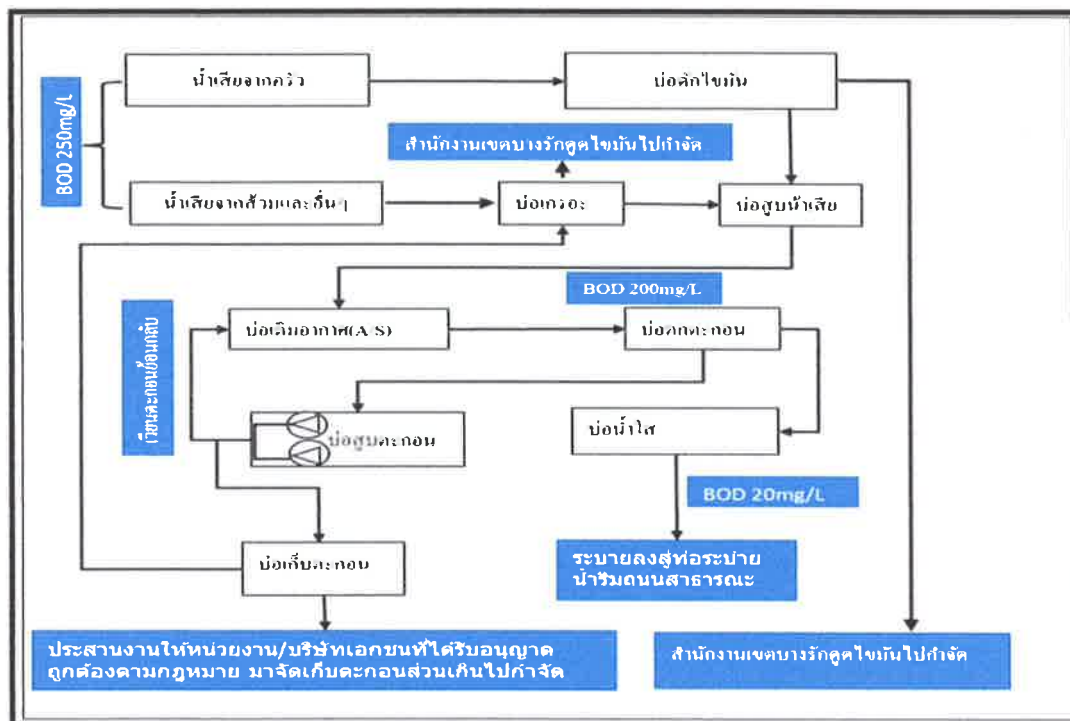 น้ำเสียจากครัว
บ่อดักไขมัน
BOD 250mg/L
สำนักงานเขตบางรักดูดไขมันไปกำจัด
น้ำเสียจากส้วมและอื่นๆ
บ่อเกรอะ
บ่อสูบน้ำเสีย
BOD 200mg/L
บ่อเติมอากาศ(A/S)
บ่อตกตะกอน
เวียนตะกอนย้อนกลับ
บ่อสูบตะกอน
บ่อน้ำใส
BOD 20mg/L
บ่อเก็บตะกอน
ระบายลงสู่ท่อระบาย
น้ำริมถนนสาธารณะ
ประสานงานให้หน่วยงาน/บริษัทเอกชนที่ได้รับอนุญาต
ถูกต้องตามกฎหมาย มาจัดเก็บตะกอนส่วนเกินไปกำจัด
สำนักงานเขตบางรักดูดไขมันไปกำจัด